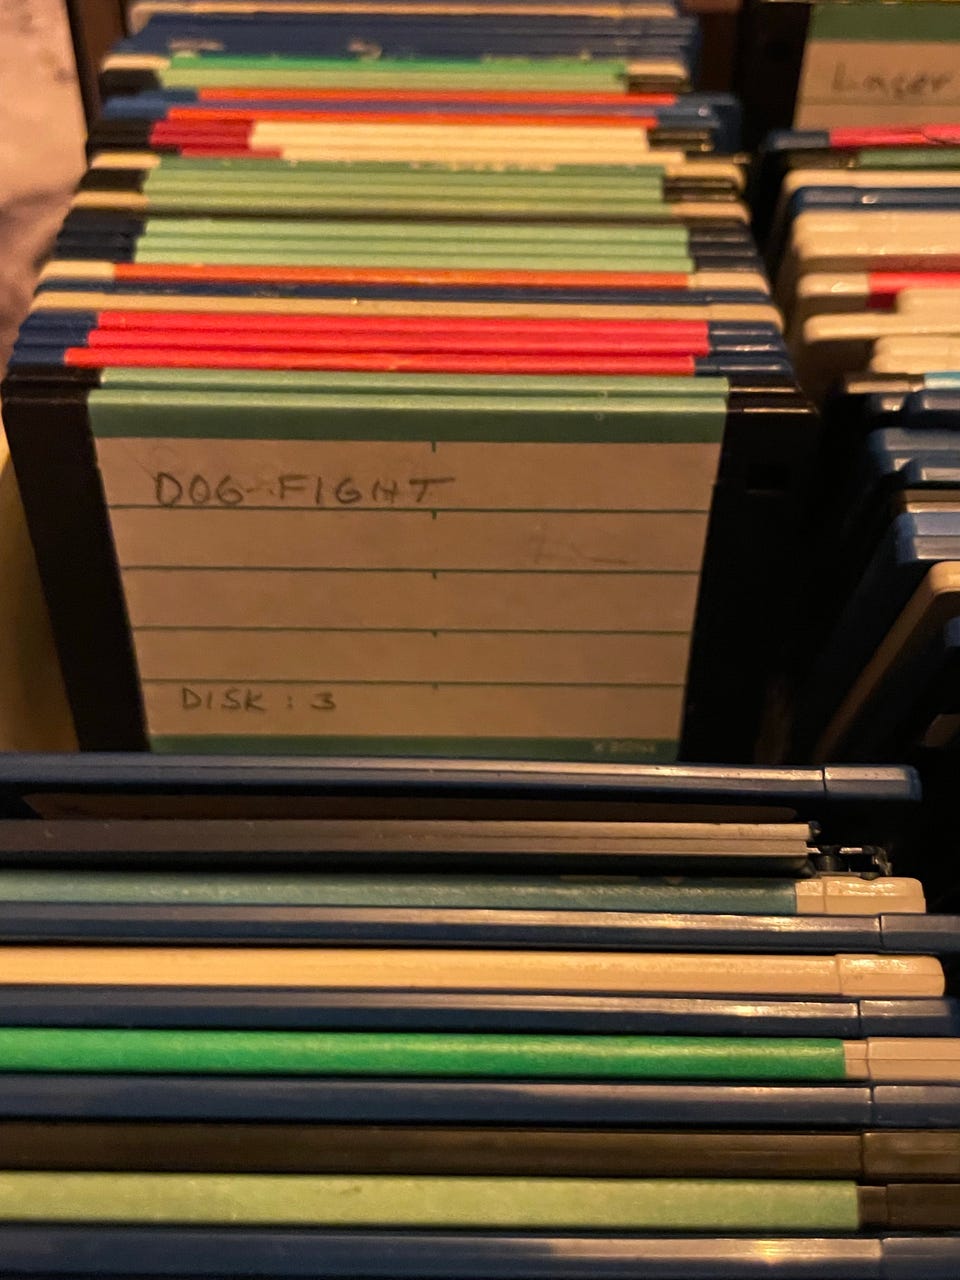 Laser
DOG-FIGHT
DISK : 3